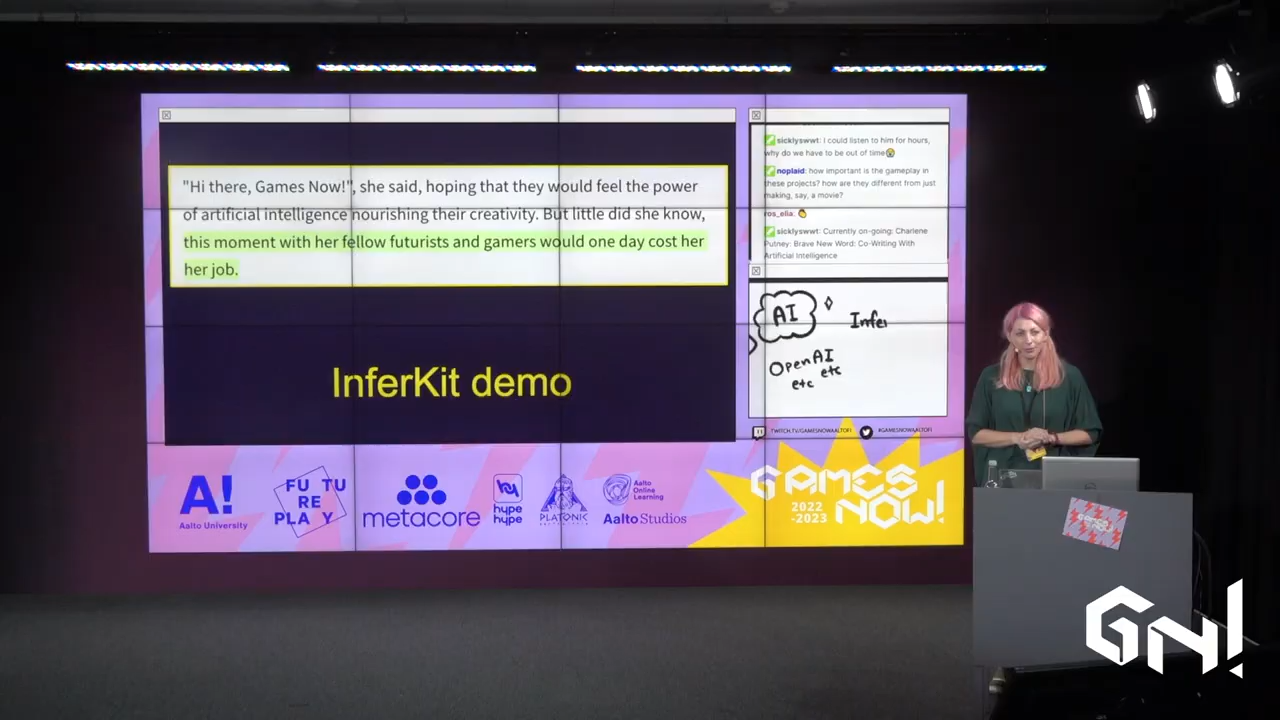 "Hi there, Games Now!", she said, hoping that they would feel the power
of artificial intelligence nourishing their creativity. But little did she know,
this moment with her fellow futurists and gamers would one day cost her
her job.
InferKit demo
sicklyswwt: I could listen to him for hours,
why do we have to be out of time
noplaid: how important is the gameplay in
these projects? how are they different from just
making, say, a movie?
ros_elia:
sicklyswwt: Currently on-going: Charlene
Putney: Brave New Word: Co-Writing With
Artificial Intelligence
AI
Infer
OpenAI
etc etc
TWITCH.TV/GAMESNOWAALTOFI
#GAMESNOWAALTOFI
A!
Aalto University
FU TU
RE
PLA Y
metacore
hype
hype
PLATONIC
Aalto
Online
Learning
Aalto Studios
GAMES
NOW!
2022
-2023
GN!